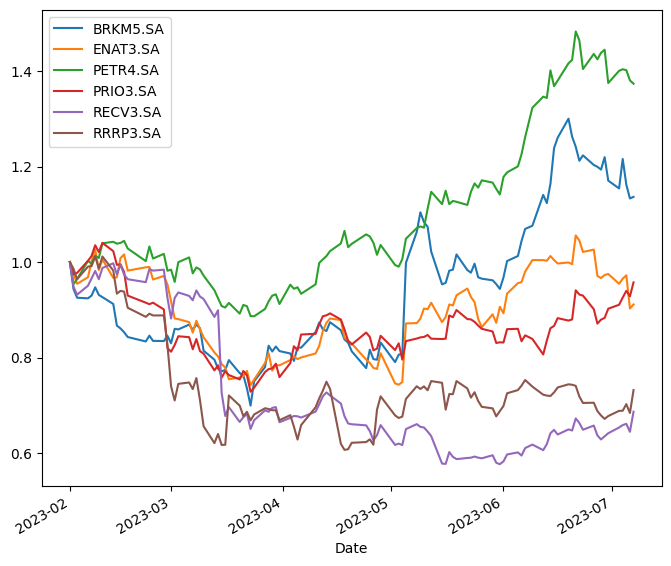 BRKM5.SA
ENAT3.SA
PETR4.SA
PRIO3.SA
RECV3.SA
RRRP3.SA
1.4
1.2
1.0
0.8
0.6
2023-02
2023-03
2023-04
2023-05
2023-06
2023-07
Date